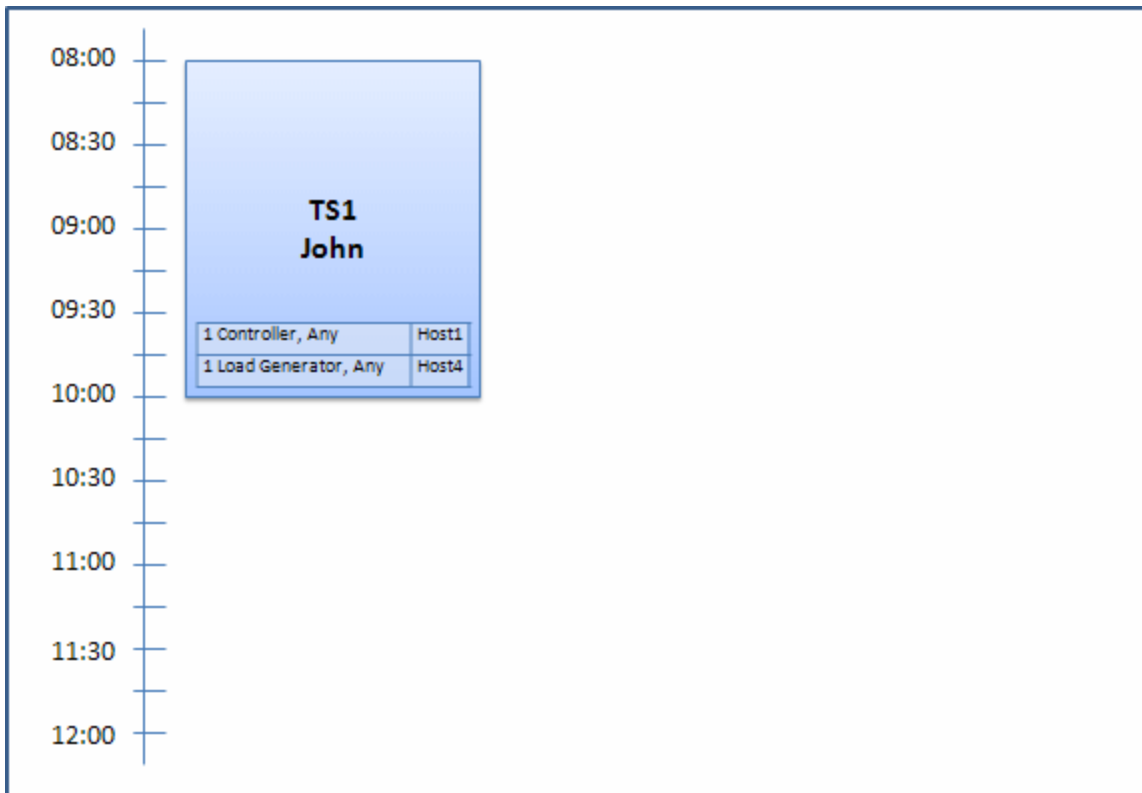 08:00
08:30
09:00
09:30
10:00
10:30
11:00
11:30
12:00
TS1
John
1 Controller, Any Host1
1 Load Generator, Any Host4